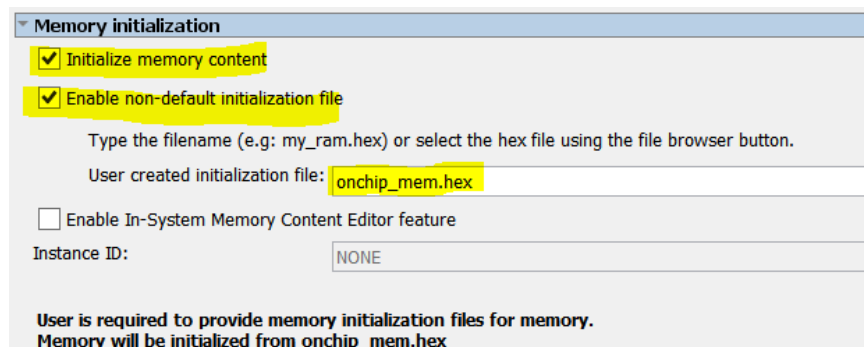 Memory initialization
Initialize memory content
Enable non-default initialization file
Type the filename (e.g: my_ram.hex) or select the hex file using the file browser button.
User created initialization file: onchip_mem.hex
Enable In-System Memory Content Editor feature
Instance ID: NONE
User is required to provide memory initialization files for memory.
Memory will be initialized from onchip_mem.hex